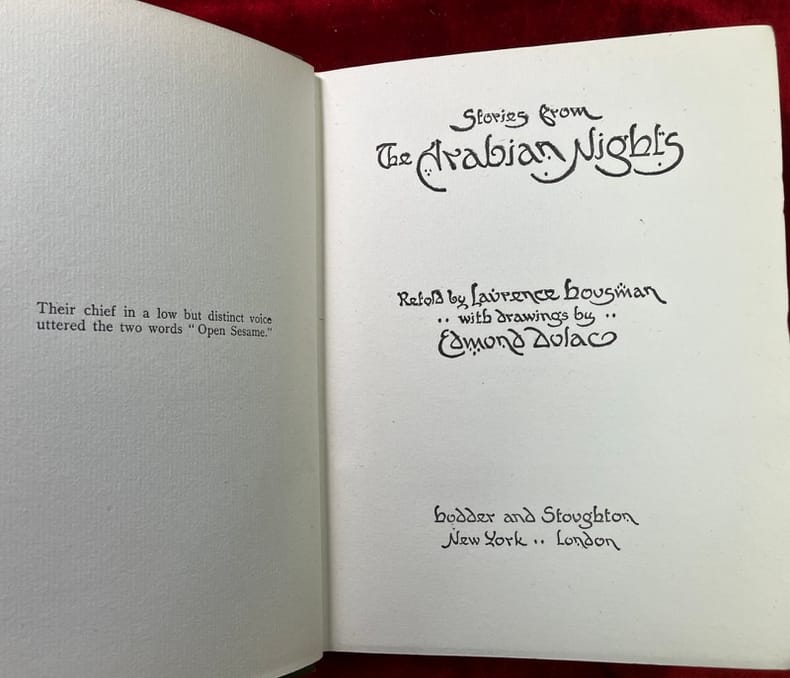 Their chief in a low but distinct voice
uttered the two words "Open Sesame."
Stories from
The Arabian Nights
Retold by Laurence Housman
·· with drawings by ··
Edmond Dulac
Hodder and Stoughton
New York ·· London